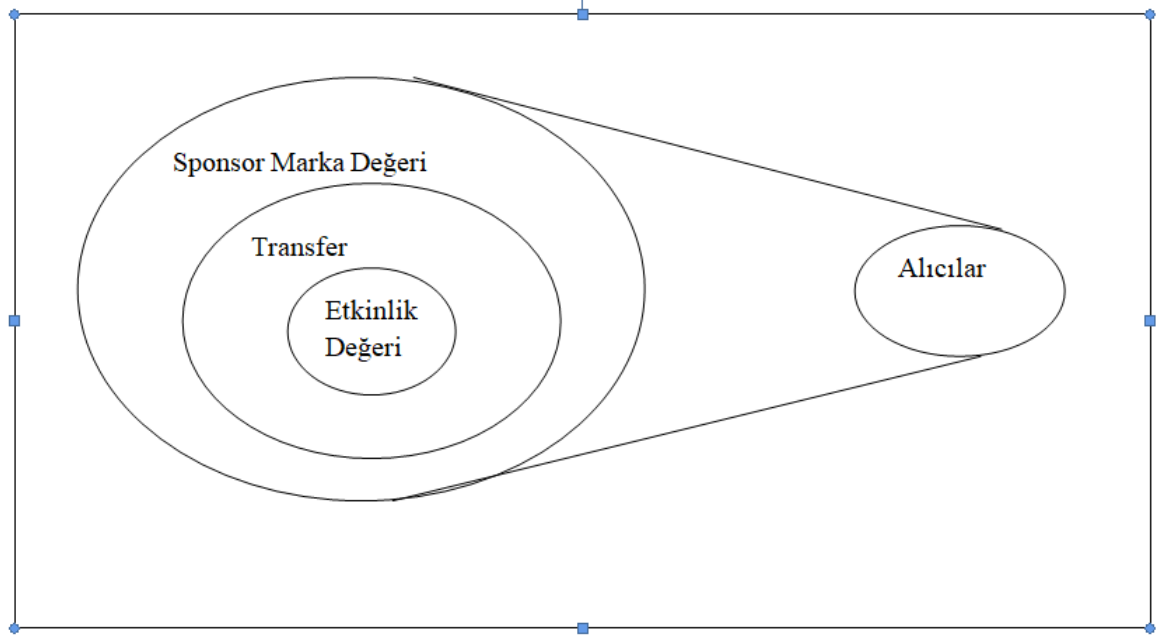 Sponsor Marka Değeri
Transfer
Etkinlik
Değeri
Alıcılar